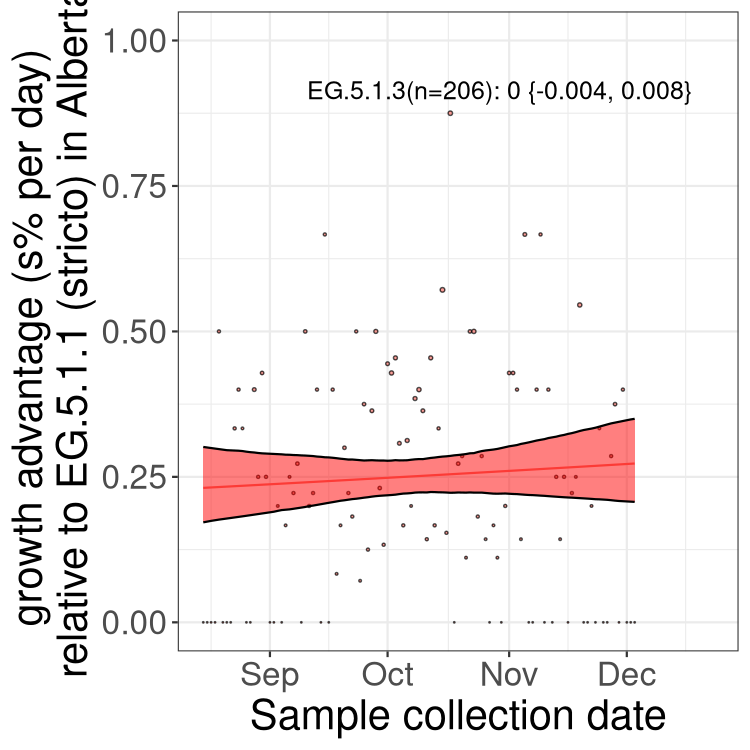 growth advantage (s% per day)
relative to EG.5.1.1 (stricto) in Alberta
1.00
0.75
0.50
0.25
0.00
EG.5.1.3(n=206): 0 {-0.004, 0.008}
Sep Oct Nov Dec
Sample collection date